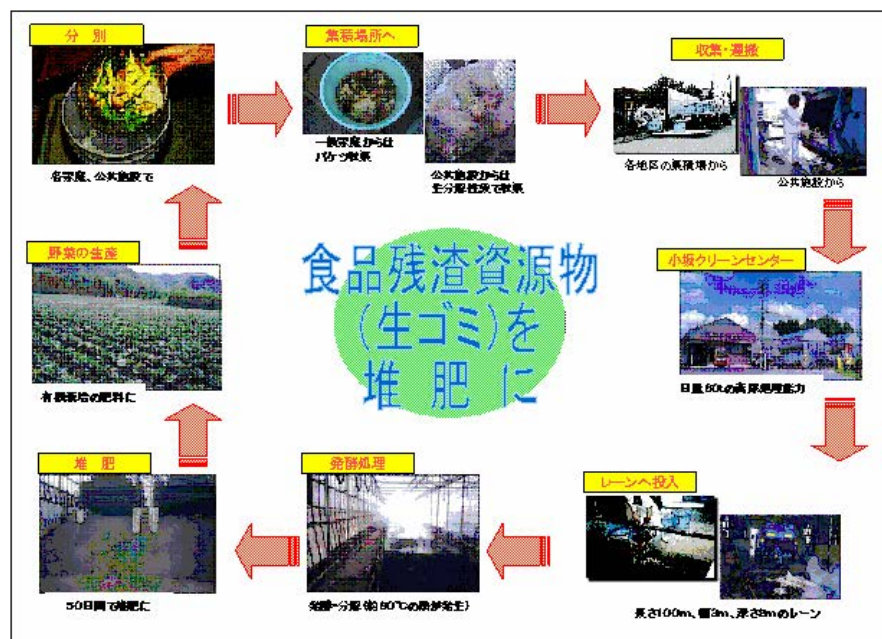 分別
集積場所へ
収集・運搬
一般家庭からは
バケツ収集
各家庭、公共施設で
公共施設からは
生分解性袋で収集
各地区の集積場から
公共施設から
野菜の生産
食品残渣資源物
(生ゴミ)を
堆肥に
小坂クリーンセンター
有機栽培の肥料に
堆肥
発酵処理
レーンへ投入
50日間で堆肥に
発酵・分解
長さ100m、幅3m、
のレーン